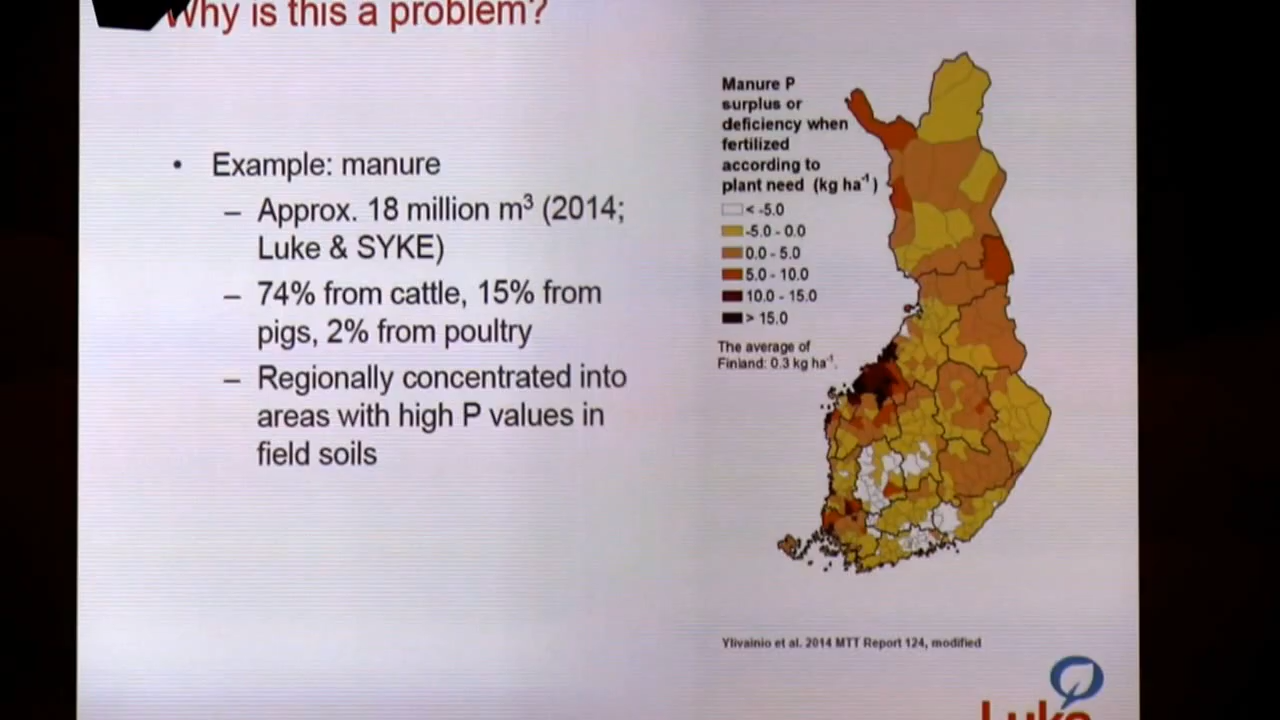 Why is this a problem?
• Example: manure
– Approx. 18 million m³ (2014;
Luke & SYKE)
– 74% from cattle, 15% from
pigs, 2% from poultry
– Regionally concentrated into
areas with high P values in
field soils
Manure P
surplus or
deficiency when
fertilized
according to
plant need (kg ha⁻¹)
< -5.0
-5.0 - 0.0
0.0 - 5.0
5.0 - 10.0
10.0 - 15.0
> 15.0
The average of
Finland: 0.3 kg ha⁻¹.
Ylivainio et al. 2014 MTT Report 124, modified
Luke